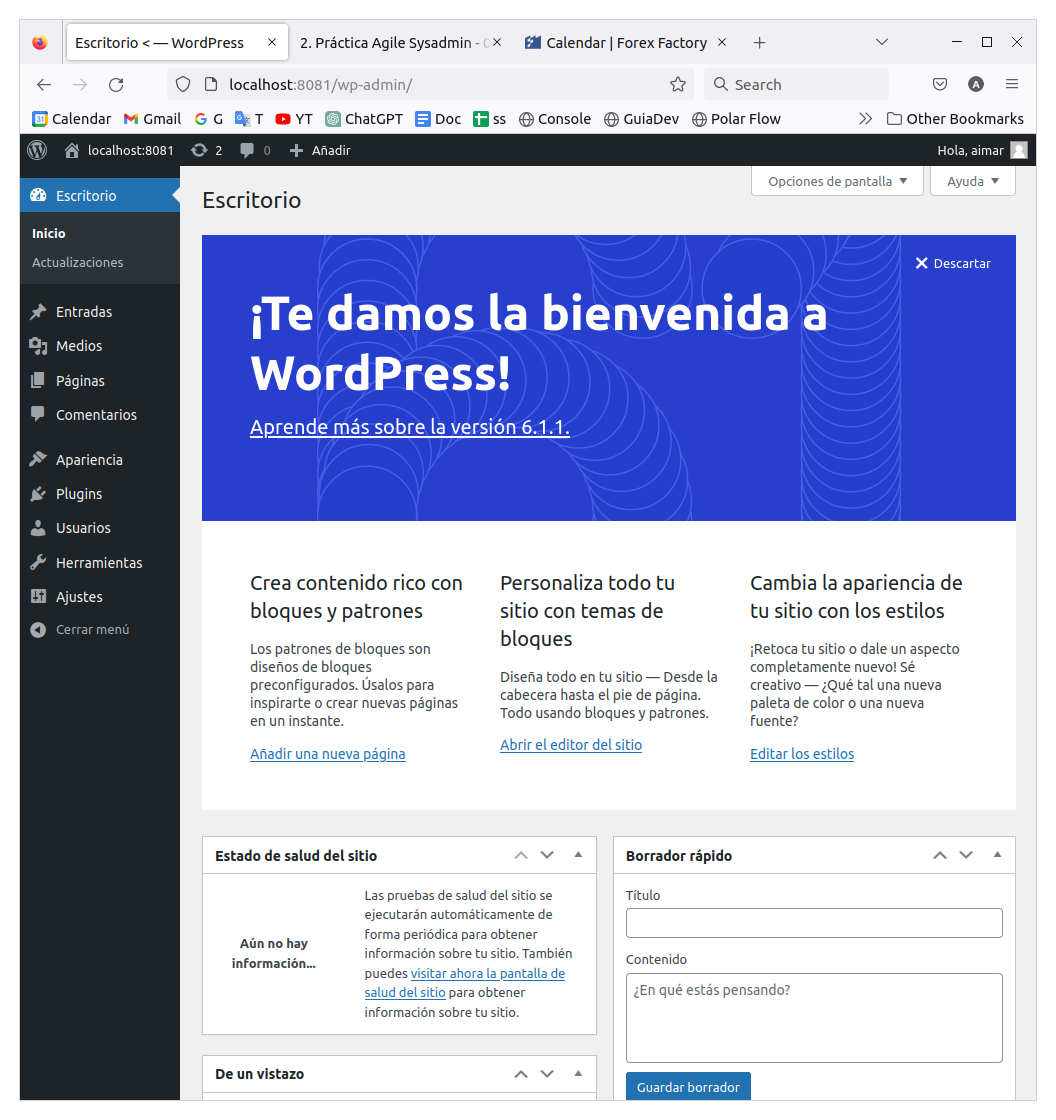 Escritorio < — WordPress
2. Práctica Agile Sysadmin -
Calendar | Forex Factory
localhost:8081/wp-admin/
Search
Calendar
Gmail
G
T
YT
ChatGPT
Doc
ss
Console
GuiaDev
Polar Flow
Other Bookmarks
localhost:8081
2
0
Añadir
Hola, aimar
Escritorio
Inicio
Actualizaciones
Entradas
Medios
Páginas
Comentarios
Apariencia
Plugins
Usuarios
Herramientas
Ajustes
Cerrar menú
Opciones de pantalla
Ayuda
Escritorio
Descartar
¡Te damos la bienvenida a
WordPress!
Aprende más sobre la versión 6.1.1.
Crea contenido rico con
bloques y patrones
Los patrones de bloques son
diseños de bloques
preconfigurados. Úsalos para
inspirarte o crear nuevas páginas
en un instante.
Añadir una nueva página
Personaliza todo tu
sitio con temas de
bloques
Diseña todo en tu sitio — Desde la
cabecera hasta el pie de página.
Todo usando bloques y patrones.
Abrir el editor del sitio
Cambia la apariencia de
tu sitio con los estilos
¡Retoca tu sitio o dale un aspecto
completamente nuevo! Sé
creativo — ¿Qué tal una nueva
paleta de color o una nueva
fuente?
Editar los estilos
Estado de salud del sitio
Aún no hay
información...
Las pruebas de salud del sitio se
ejecutarán automáticamente de
forma periódica para obtener
información sobre tu sitio. También
puedes visitar ahora la pantalla de
salud del sitio para obtener
información sobre tu sitio.
De un vistazo
Borrador rápido
Título
Contenido
¿En qué estás pensando?
Guardar borrador